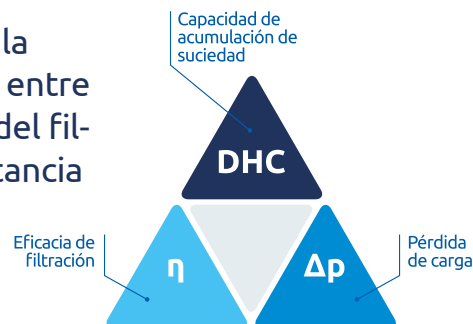 la
entre
del fil-
tancia
Capacidad de
acumulación de
suciedad
DHC
Eficacia de
filtración
η
Δp
Pérdida
de carga